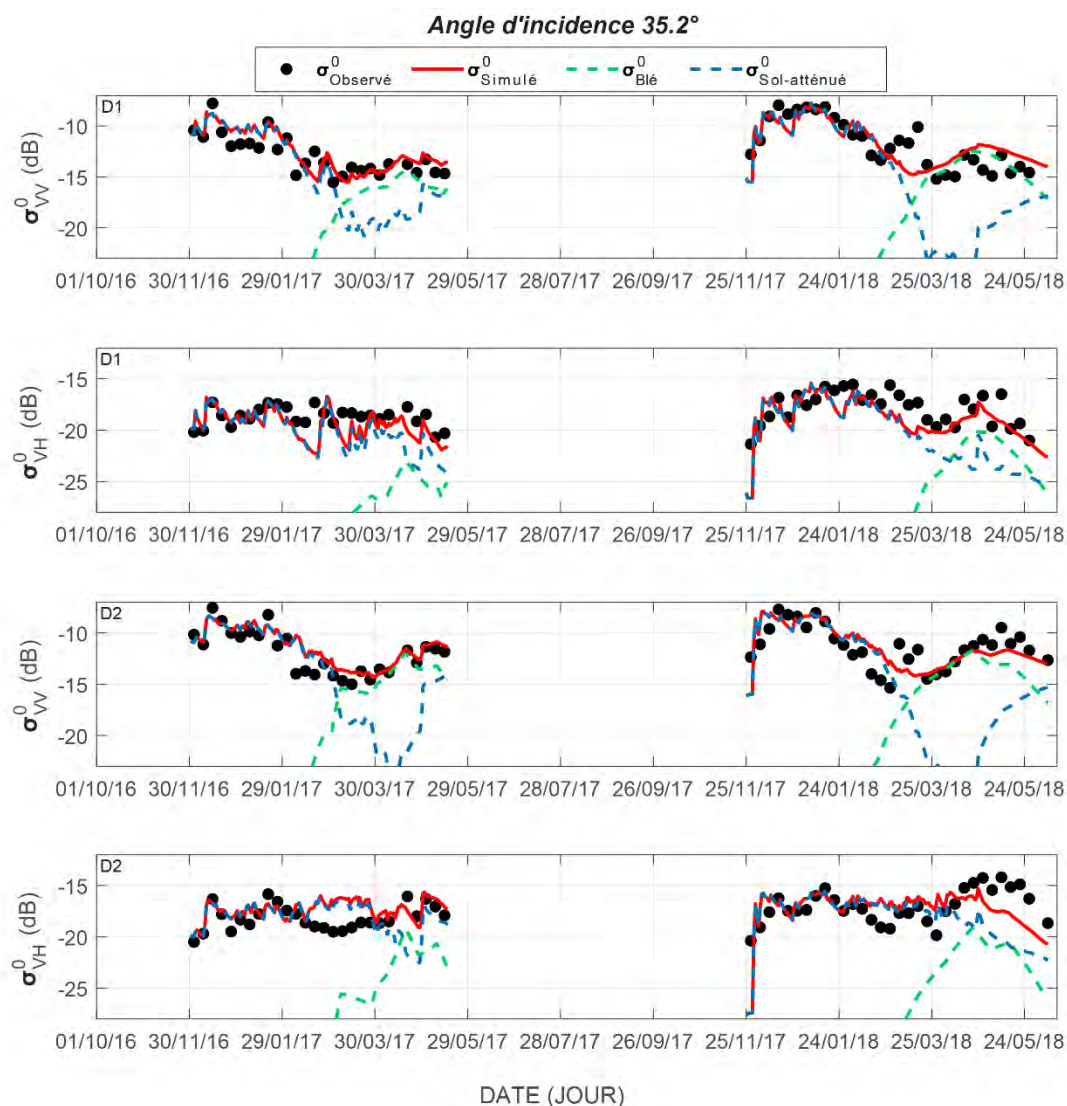 Angle d'incidence 35.2°
σ⁰Observé σ⁰Simulé σ⁰Blé σ⁰Sol-atténué
D1
-10
-15
-20
σ⁰VV (dB)
01/10/16 30/11/16 29/01/17 30/03/17 29/05/17 28/07/17 26/09/17 25/11/17 24/01/18 25/03/18 24/05/18
D1
-15
-20
-25
σ⁰VH (dB)
01/10/16 30/11/16 29/01/17 30/03/17 29/05/17 28/07/17 26/09/17 25/11/17 24/01/18 25/03/18 24/05/18
D2
-10
-15
-20
σ⁰VV (dB)
01/10/16 30/11/16 29/01/17 30/03/17 29/05/17 28/07/17 26/09/17 25/11/17 24/01/18 25/03/18 24/05/18
D2
-15
-20
-25
σ⁰VH (dB)
01/10/16 30/11/16 29/01/17 30/03/17 29/05/17 28/07/17 26/09/17 25/11/17 24/01/18 25/03/18 24/05/18
DATE (JOUR)